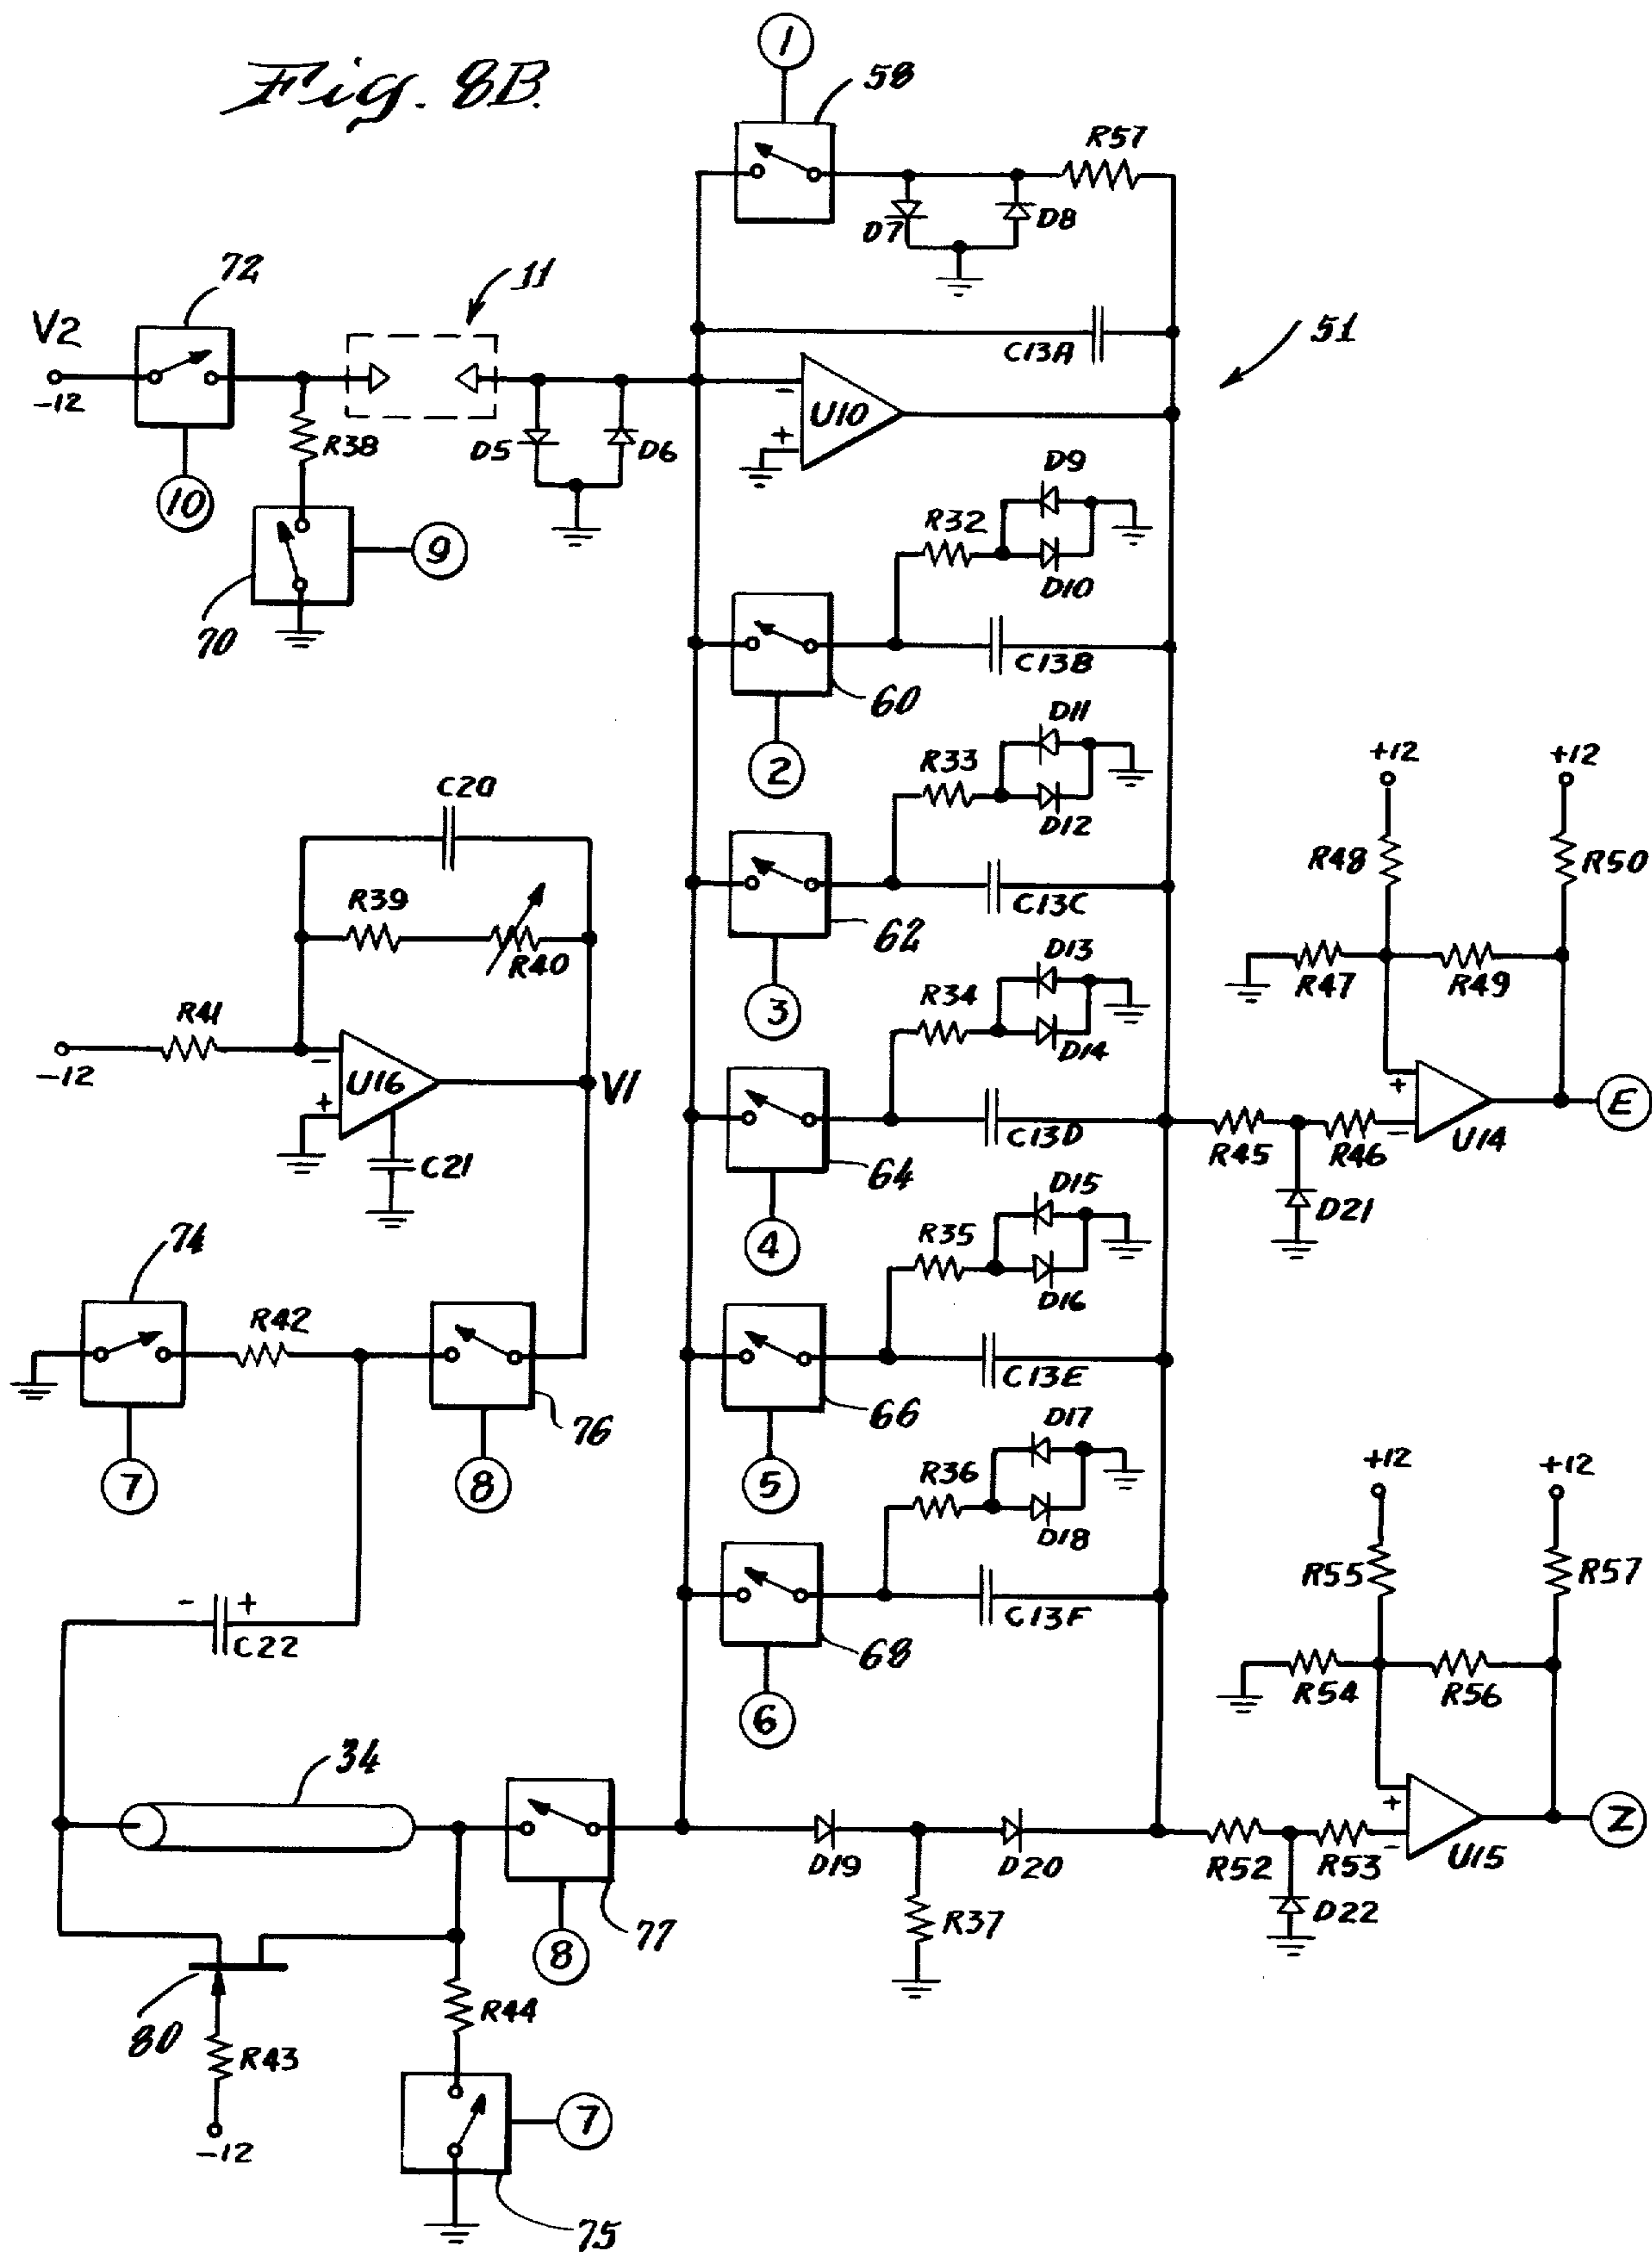 Fig. 8B.
1
58
R57
D7
D8
72
11
V2
-12
10
R38
9
70
D5
D6
C13A
51
-
+
U10
D9
R32
D10
60
C13B
2
D11
R33
D12
62
C13C
3
D13
R34
D14
64
C13D
4
D15
R35
D16
66
C13E
5
D17
R36
D18
68
C13F
6
C20
R39
R40
R41
-12
-
+
U16
V1
C21
74
R42
7
8
76
- +
C22
34
80
R43
-12
R44
7
75
77
8
D19
D20
R37
+12
+12
R48
R50
R47
R49
+
-
U14
E
R45
R46
D21
+12
+12
R55
R57
R54
R56
+
-
U15
Z
R52
R53
D22